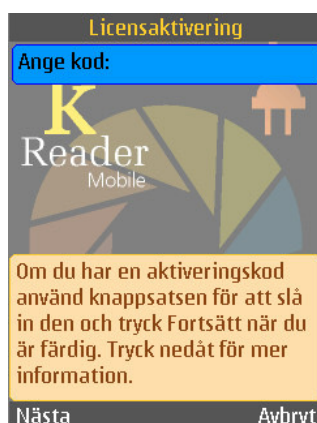 Licensaktivering
Ange kod:
K
Reader
Mobile
Om du har en aktiveringskod
använd knappsatsen för att slå
in den och tryck Fortsätt när du
är färdig. Tryck nedåt för mer
information.
Nästa Avbryt